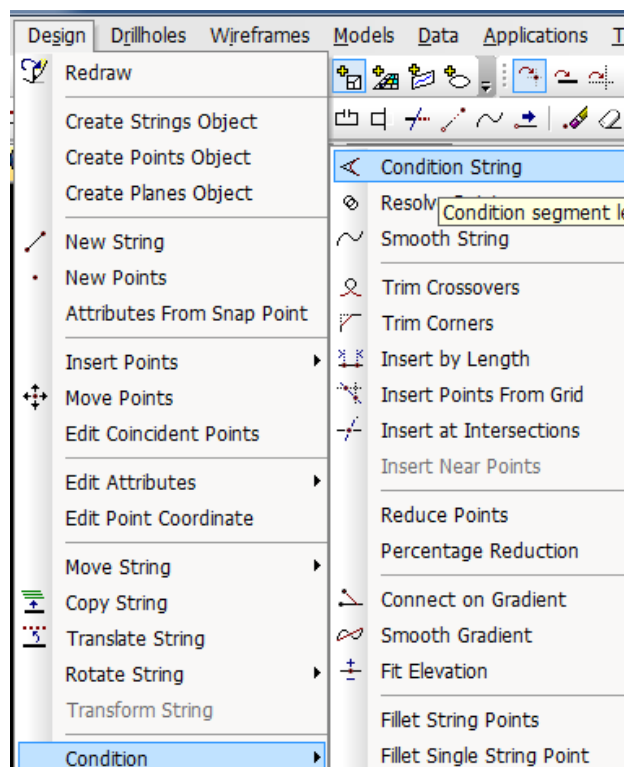 Design Drillholes Wireframes Models Data Applications
Redraw
Create Strings Object
Create Points Object
Create Planes Object
New String
New Points
Attributes From Snap Point
Insert Points
Move Points
Edit Coincident Points
Edit Attributes
Edit Point Coordinate
Move String
Copy String
Translate String
Rotate String
Transform String
Condition
Condition String
Resolv
Condition segment le
Smooth String
Trim Crossovers
Trim Corners
Insert by Length
Insert Points From Grid
Insert at Intersections
Insert Near Points
Reduce Points
Percentage Reduction
Connect on Gradient
Smooth Gradient
Fit Elevation
Fillet String Points
Fillet Single String Point